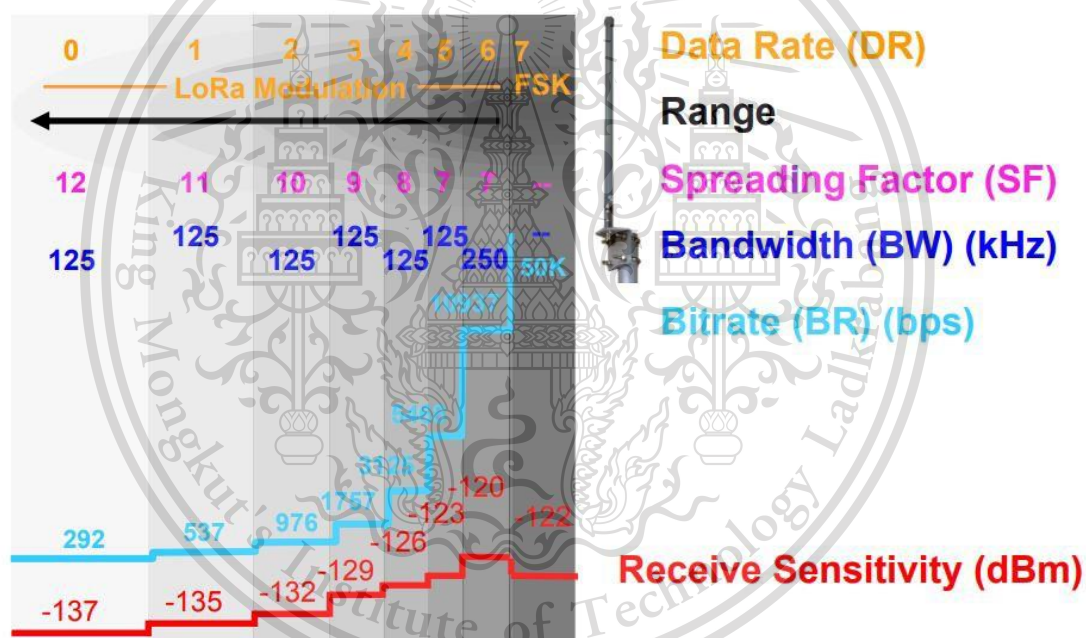 0 1 2 3 4 5 6 7
Data Rate (DR)
LoRa Modulation FSK
Range
12 11 10 9 8 7 7 --
Spreading Factor (SF)
125 125 125 125 125 125 250 --
Bandwidth (BW) (kHz)
50K
10937
Bitrate (BR) (bps)
3125
1757
976
537
292
-120
-122
-123
-126
-129
-132
-135
-137
Receive Sensitivity (dBm)
Mongkut's Institute of Technology Ladkrabang